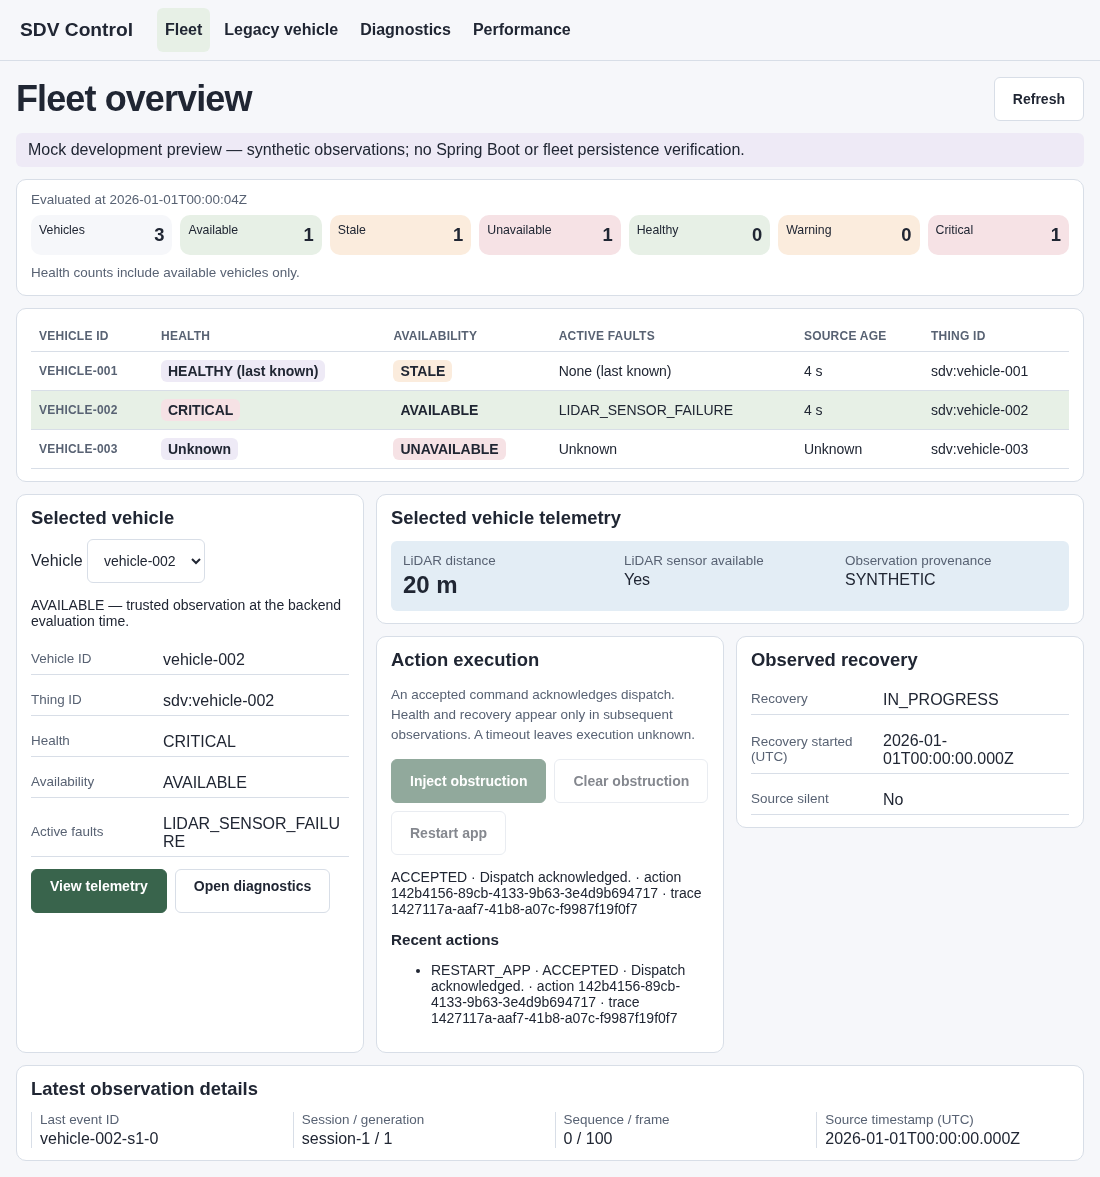 SDV Control Fleet Legacy vehicle Diagnostics Performance
Fleet overview
Refresh
Mock development preview — synthetic observations; no Spring Boot or fleet persistence verification.
Evaluated at 2026-01-01T00:00:04Z
Vehicles 3 Available 1 Stale 1 Unavailable 1 Healthy 0 Warning 0 Critical 1
Health counts include available vehicles only.
VEHICLE ID HEALTH AVAILABILITY ACTIVE FAULTS SOURCE AGE THING ID
VEHICLE-001 HEALTHY (last known) STALE None (last known) 4 s sdv:vehicle-001
VEHICLE-002 CRITICAL AVAILABLE LIDAR_SENSOR_FAILURE 4 s sdv:vehicle-002
VEHICLE-003 Unknown UNAVAILABLE Unknown Unknown sdv:vehicle-003
Selected vehicle
Vehicle vehicle-002
AVAILABLE — trusted observation at the backend
evaluation time.
Vehicle ID vehicle-002
Thing ID sdv:vehicle-002
Health CRITICAL
Availability AVAILABLE
Active faults LIDAR_SENSOR_FAILU
RE
View telemetry Open diagnostics
Selected vehicle telemetry
LiDAR distance LiDAR sensor available Observation provenance
20 m Yes SYNTHETIC
Action execution
An accepted command acknowledges dispatch.
Health and recovery appear only in subsequent
observations. A timeout leaves execution unknown.
Inject obstruction Clear obstruction
Restart app
ACCEPTED · Dispatch acknowledged. · action
142b4156-89cb-4133-9b63-3e4d9b694717 · trace
1427117a-aaf7-41b8-a07c-f9987f19f0f7
Recent actions
• RESTART_APP · ACCEPTED · Dispatch
acknowledged. · action 142b4156-89cb-
4133-9b63-3e4d9b694717 · trace
1427117a-aaf7-41b8-a07c-f9987f19f0f7
Observed recovery
Recovery IN_PROGRESS
Recovery started
(UTC)
2026-01-
01T00:00:00.000Z
Source silent No
Latest observation details
Last event ID Session / generation Sequence / frame Source timestamp (UTC)
vehicle-002-s1-0 session-1 / 1 0 / 100 2026-01-01T00:00:00.000Z